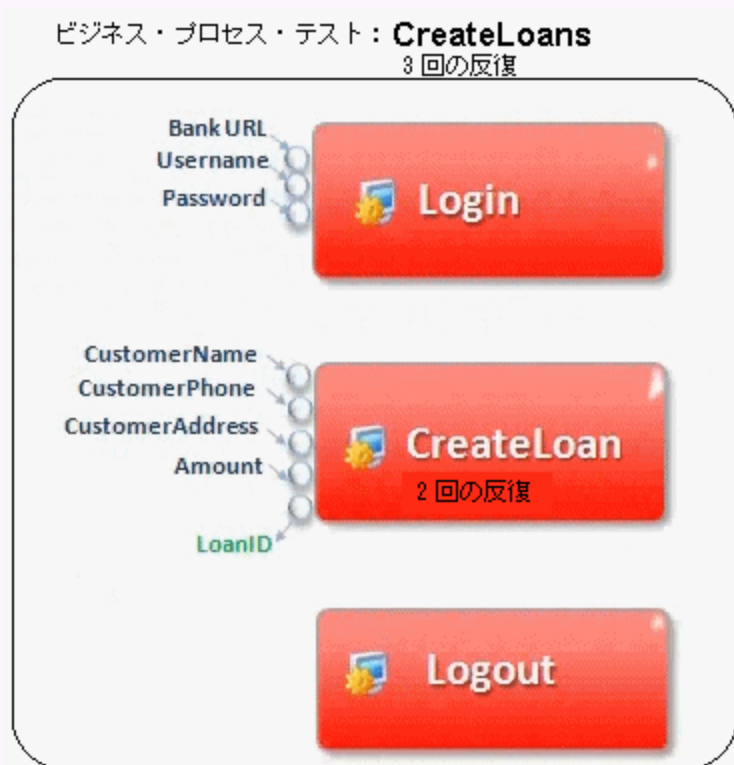 ビジネス・プロセス・テスト： CreateLoans
3 回の反復
Bank URL
Username
Password
Login
CustomerName
CustomerPhone
CustomerAddress
Amount
LoanID
CreateLoan
2 回の反復
Logout